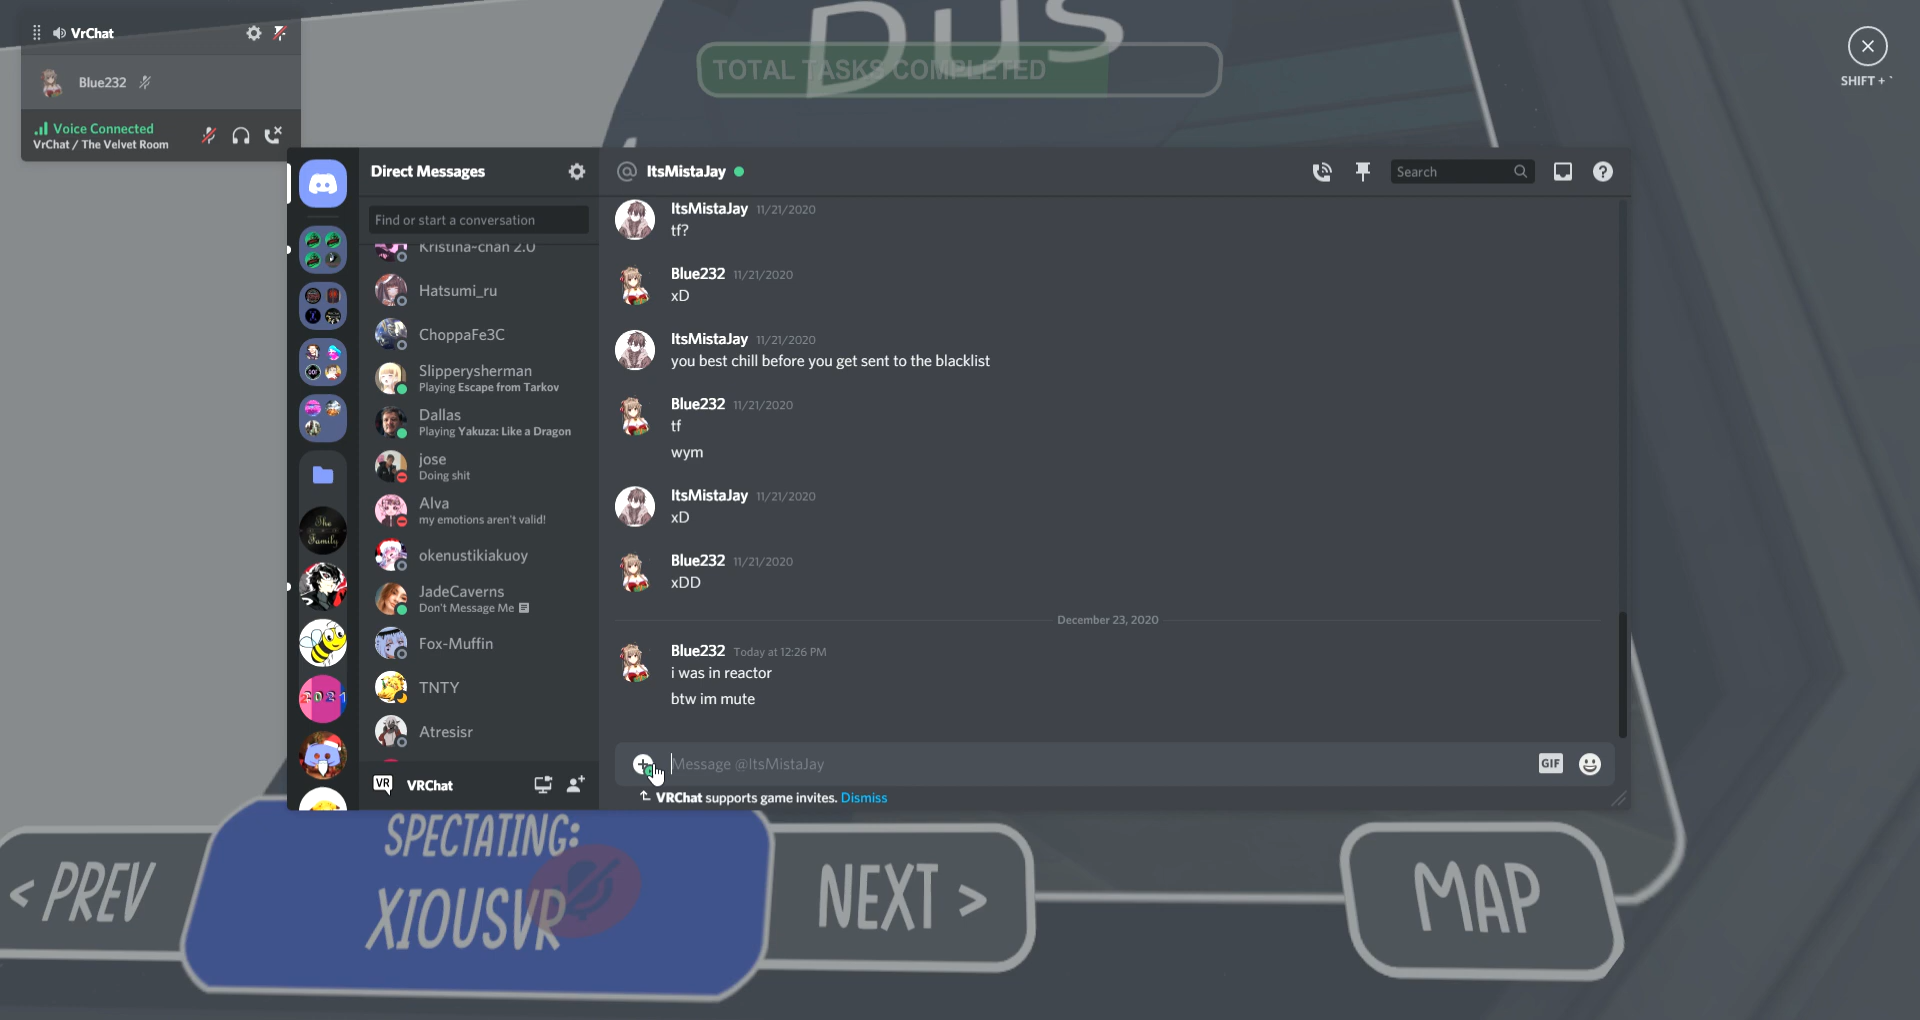 VrChat
Blue232
Voice Connected
VrChat / The Velvet Room
DUS
TOTAL TASKS COMPLETED
SHIFT + `
Direct Messages
Find or start a conversation
Kristina-chan 2.0
Hatsumi_ru
ChoppaFe3C
Slipperysherman
Playing Escape from Tarkov
Dallas
Playing Yakuza: Like a Dragon
jose
Doing shit
Alva
my emotions aren't valid!
okenustikiakuoy
JadeCaverns
Don't Message Me
Fox-Muffin
TNTY
Atresisr
VR VRChat
The Family
2021
@ ItsMistaJay
Search
ItsMistaJay 11/21/2020
tf?
Blue232 11/21/2020
xD
ItsMistaJay 11/21/2020
you best chill before you get sent to the blacklist
Blue232 11/21/2020
tf
wym
ItsMistaJay 11/21/2020
xD
Blue232 11/21/2020
xDD
December 23, 2020
Blue232 Today at 12:26 PM
i was in reactor
btw im mute
Message @ItsMistaJay
GIF
VRChat supports game invites. Dismiss
< PREV
SPECTATING:
XIOUSVR
NEXT >
MAP